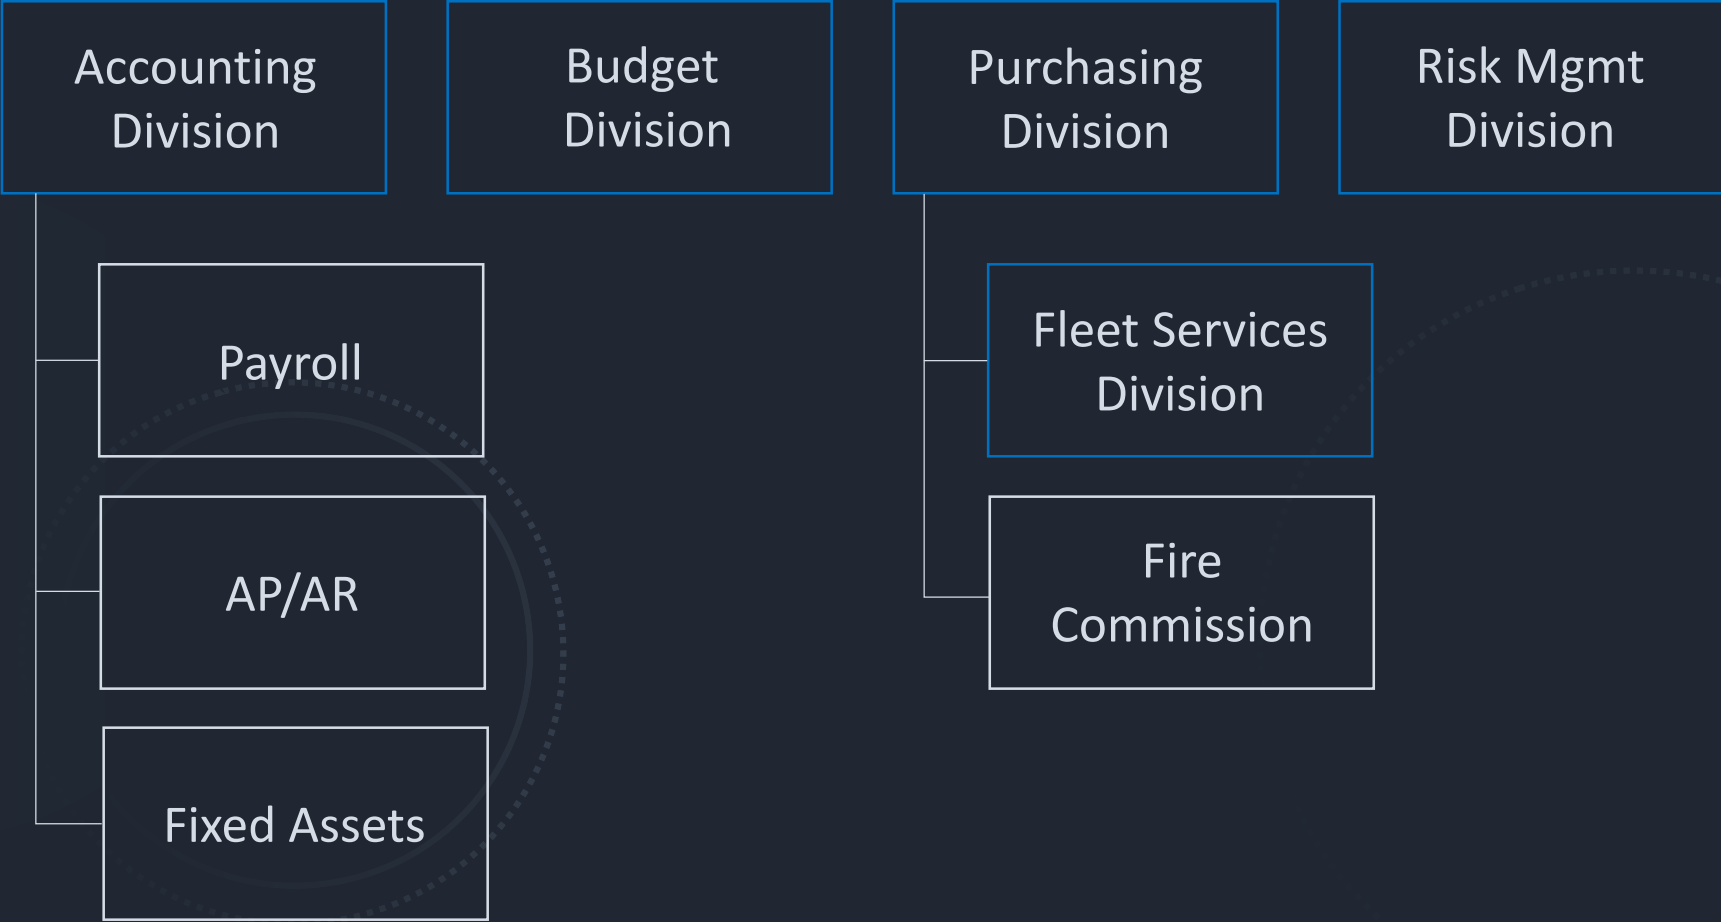 Accounting
Division
Budget
Division
Purchasing
Division
Risk Mgmt
Division
Payroll
Fleet Services
Division
AP/AR
Fire
Commission
Fixed Assets